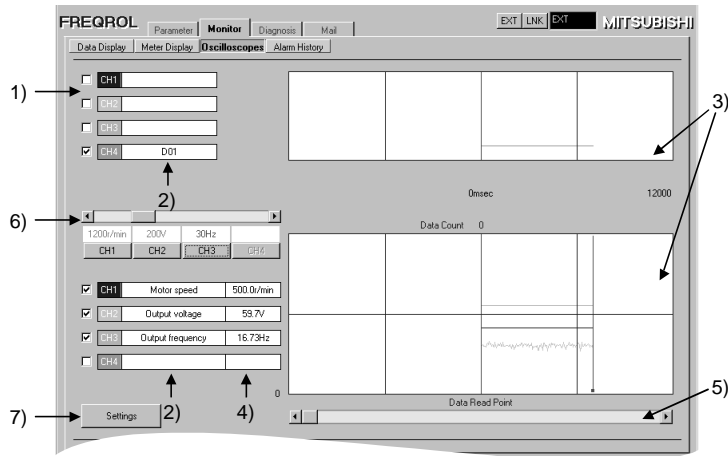 FREQROL Parameter Monitor Diagnosis Mail EXT LNK EXT MITSUBISHI
Data Display Meter Display Oscilloscopes Alarm History
1) CH1
CH2
CH3
CH4 D01
2)
3)
0msec 12000
6)
1200r/min 200V 30Hz
CH1 CH2 CH3 CH4
Data Count 0
CH1 Motor speed 500.0r/min
CH2 Output voltage 59.7V
CH3 Output frequency 16.73Hz
CH4
0
2) 4)
Data Read Point
5)
7) Settings